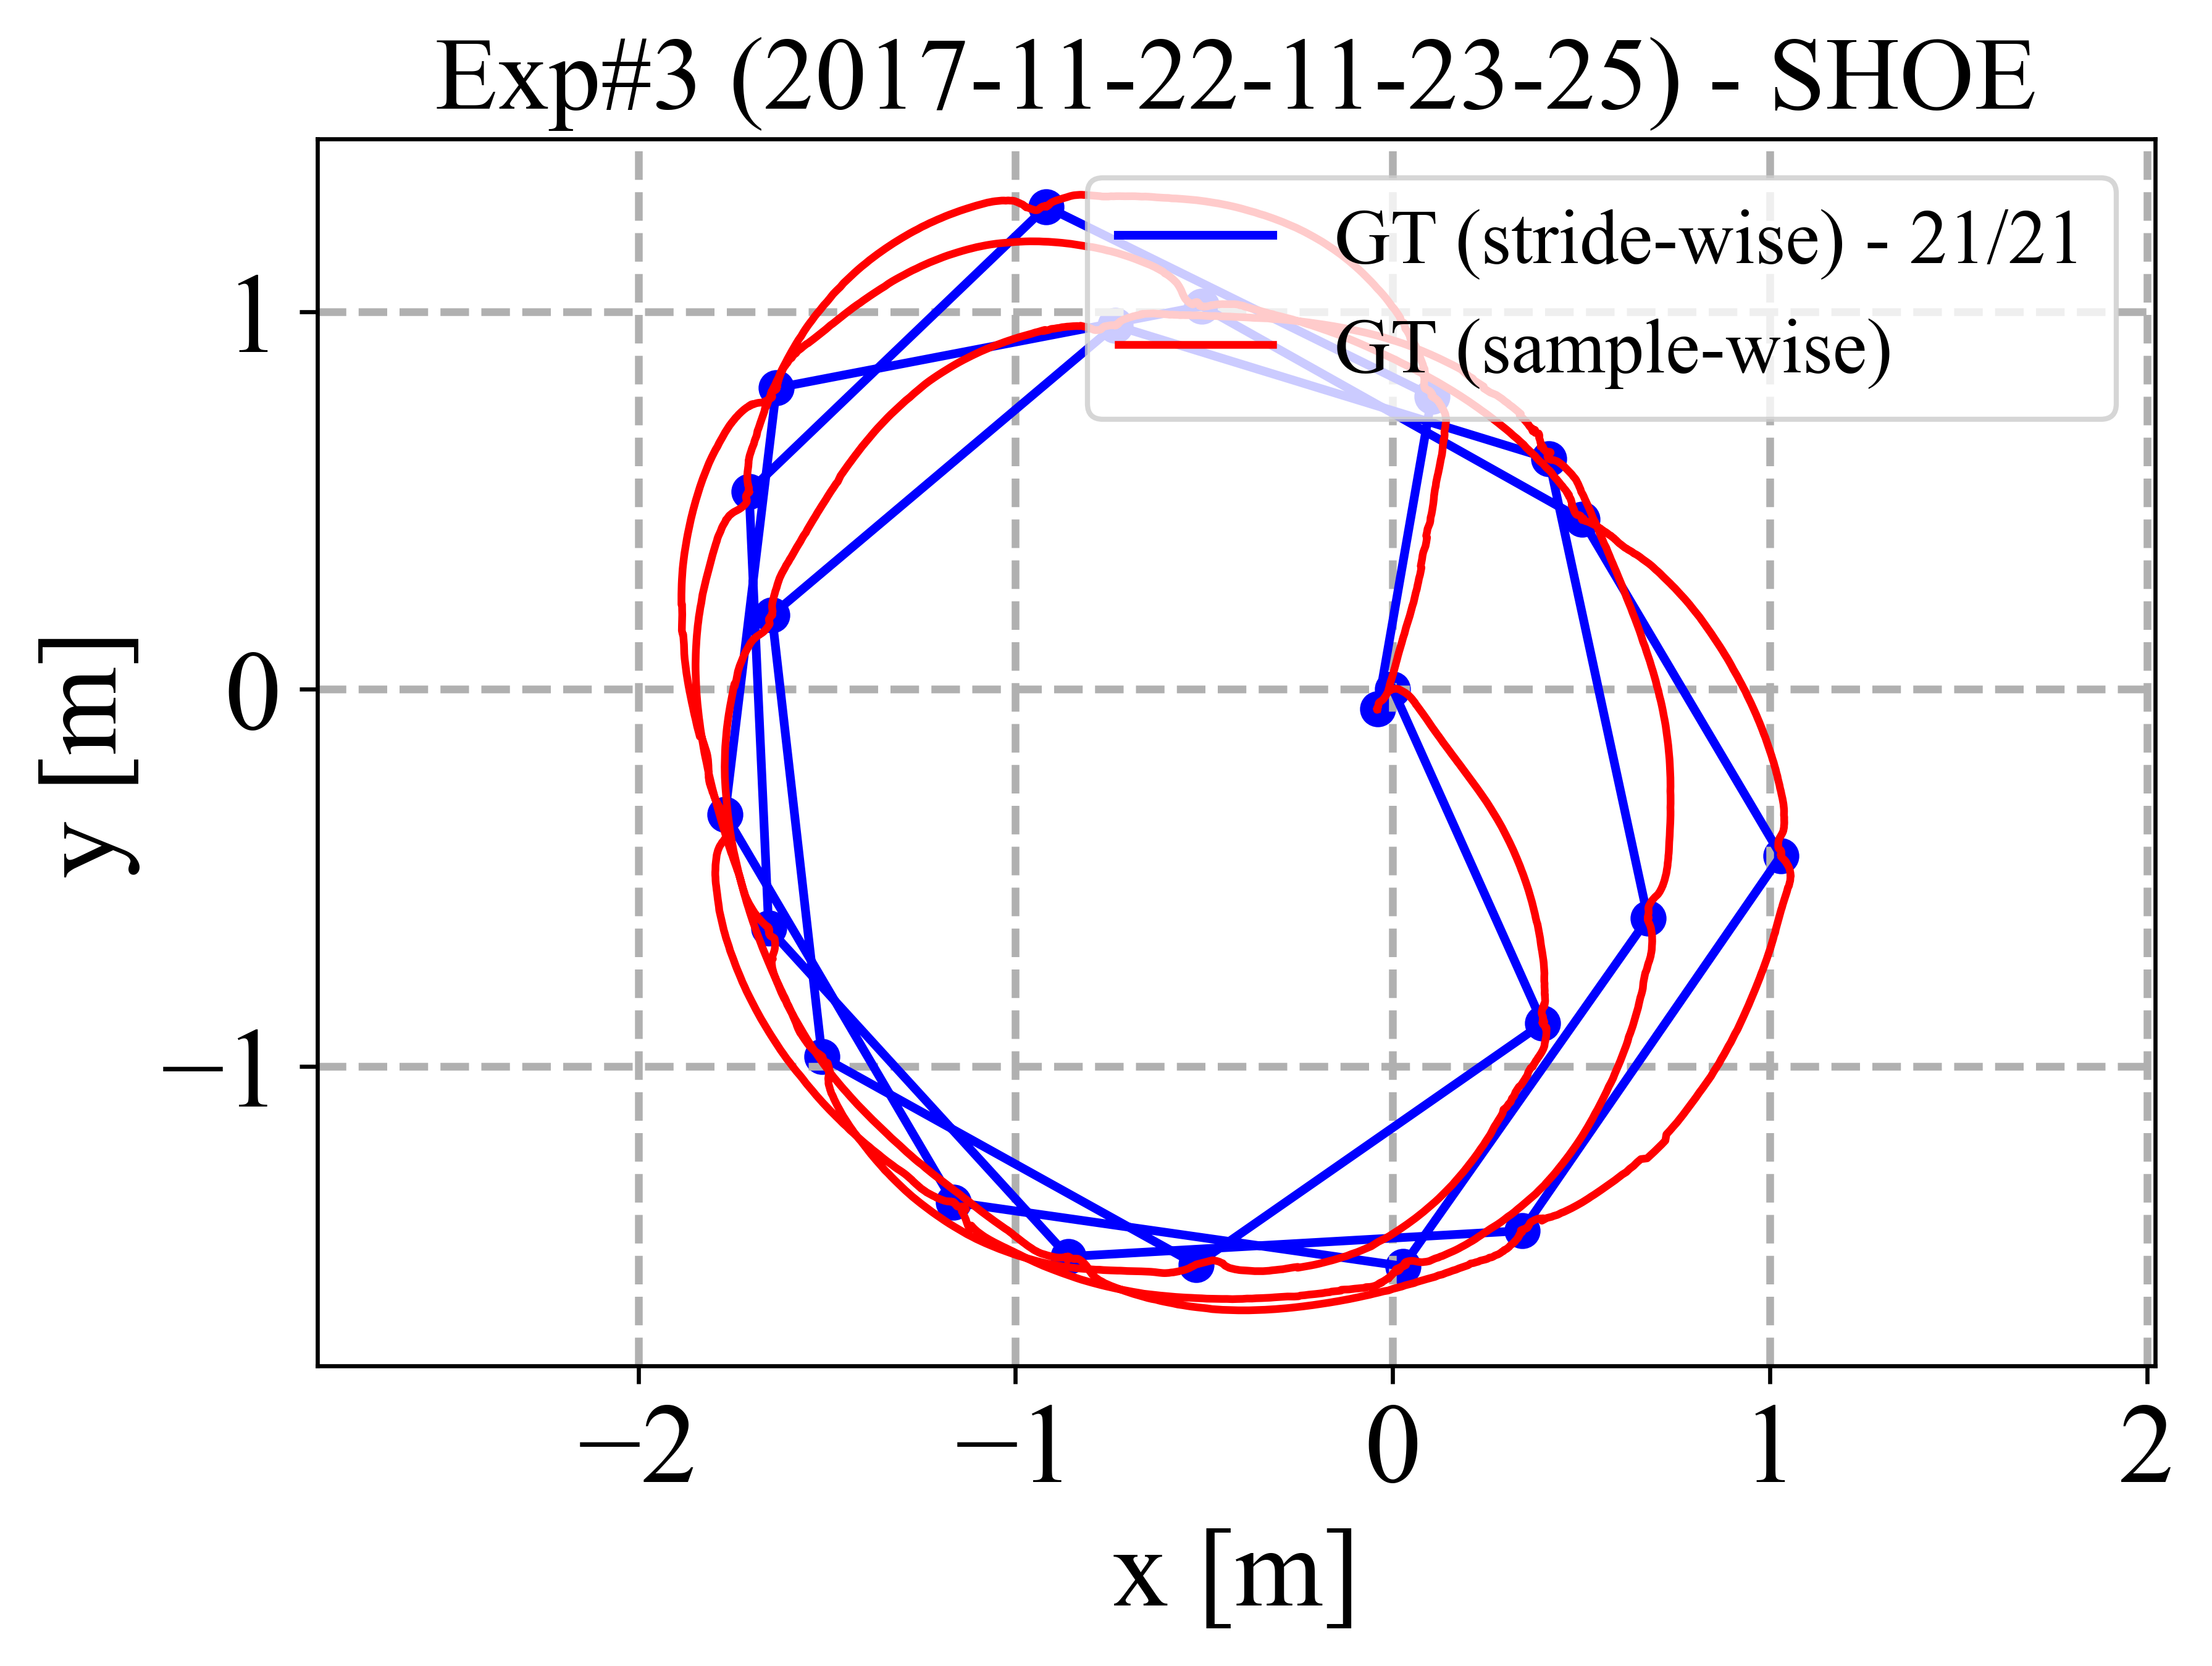 Exp#3 (2017-11-22-11-23-25) - SHOE
GT (stride-wise) - 21/21
GT (sample-wise)
1
0
−1
y [m]
−2 −1 0 1 2
x [m]